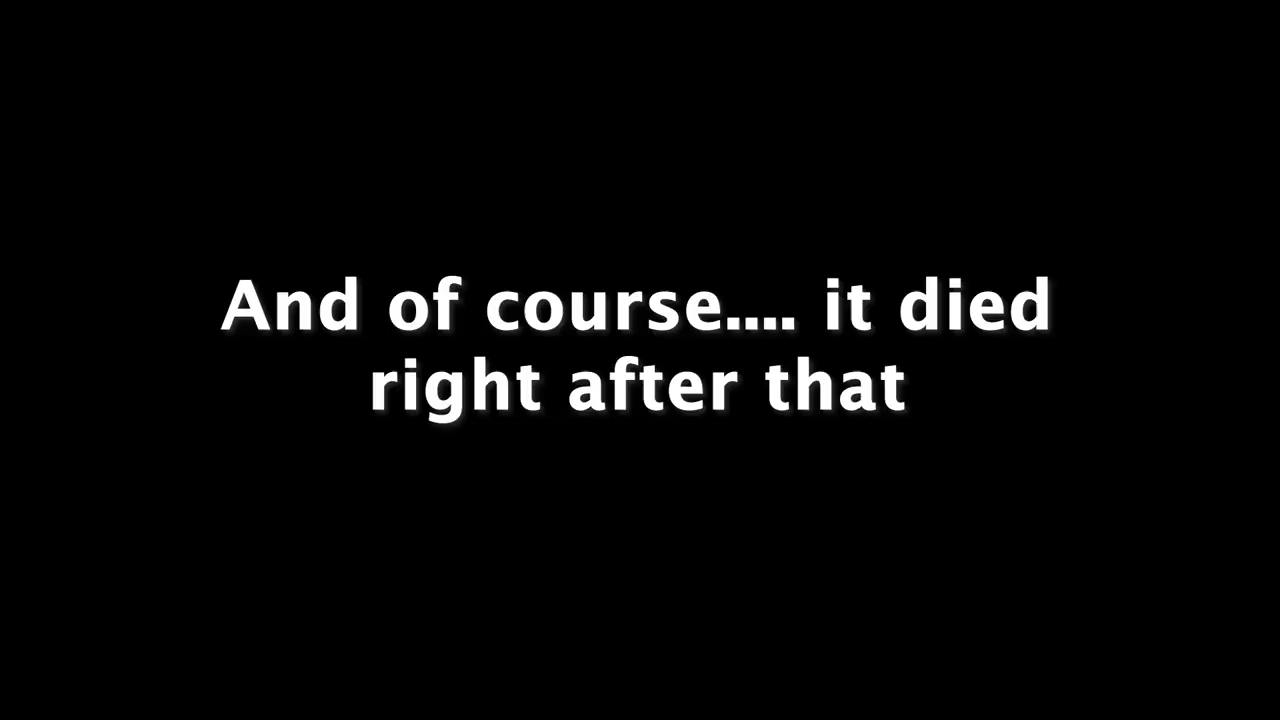 And of course.... it died
right after that